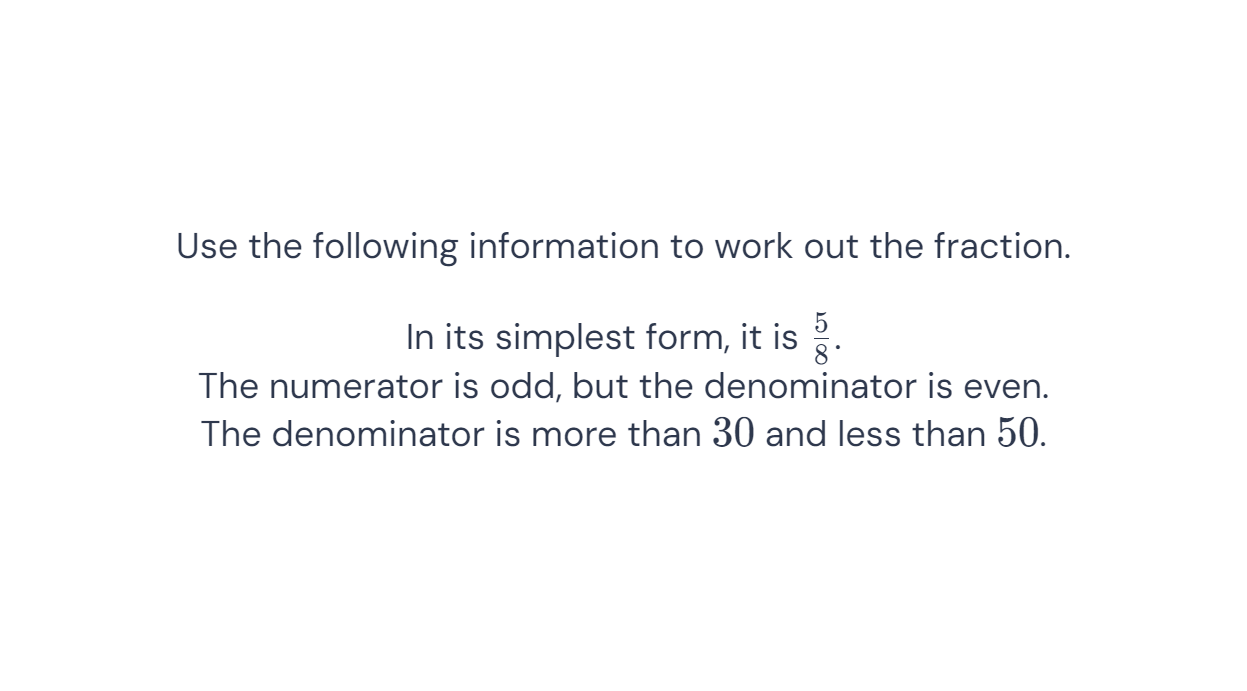 Use the following information to work out the fraction.
In its simplest form, it is \frac{5}{8}.
The numerator is odd, but the denominator is even.
The denominator is more than 30 and less than 50.